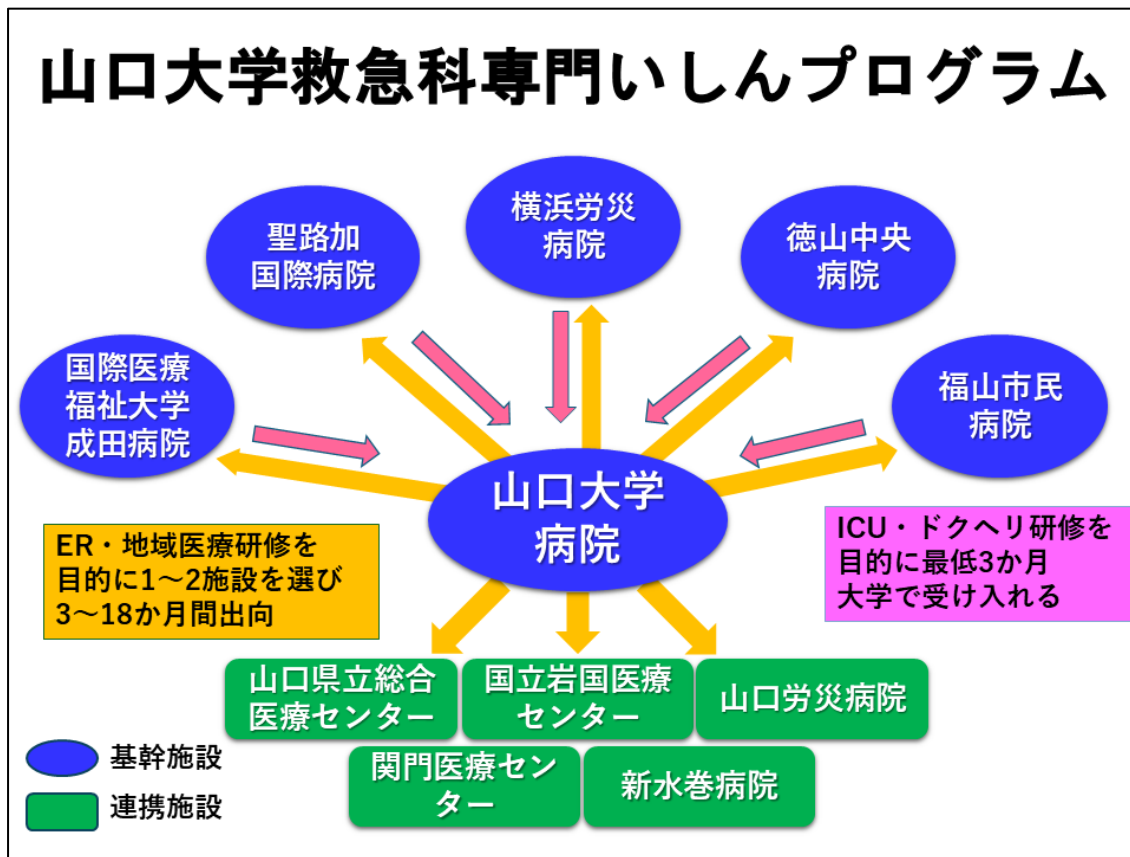 山口大学救急科専門いしんプログラム
横浜労災
病院
聖路加
国際病院
徳山中央
病院
国際医療
福祉大学
成田病院
福山市民
病院
山口大学
病院
ER・地域医療研修を
目的に1～2施設を選び
3～18か月間出向
ICU・ドクヘリ研修を
目的に最低3か月
大学で受け入れる
山口県立総合
医療センター
国立岩国医療
センター
山口労災病院
関門医療セン
ター
新水巻病院
基幹施設
連携施設